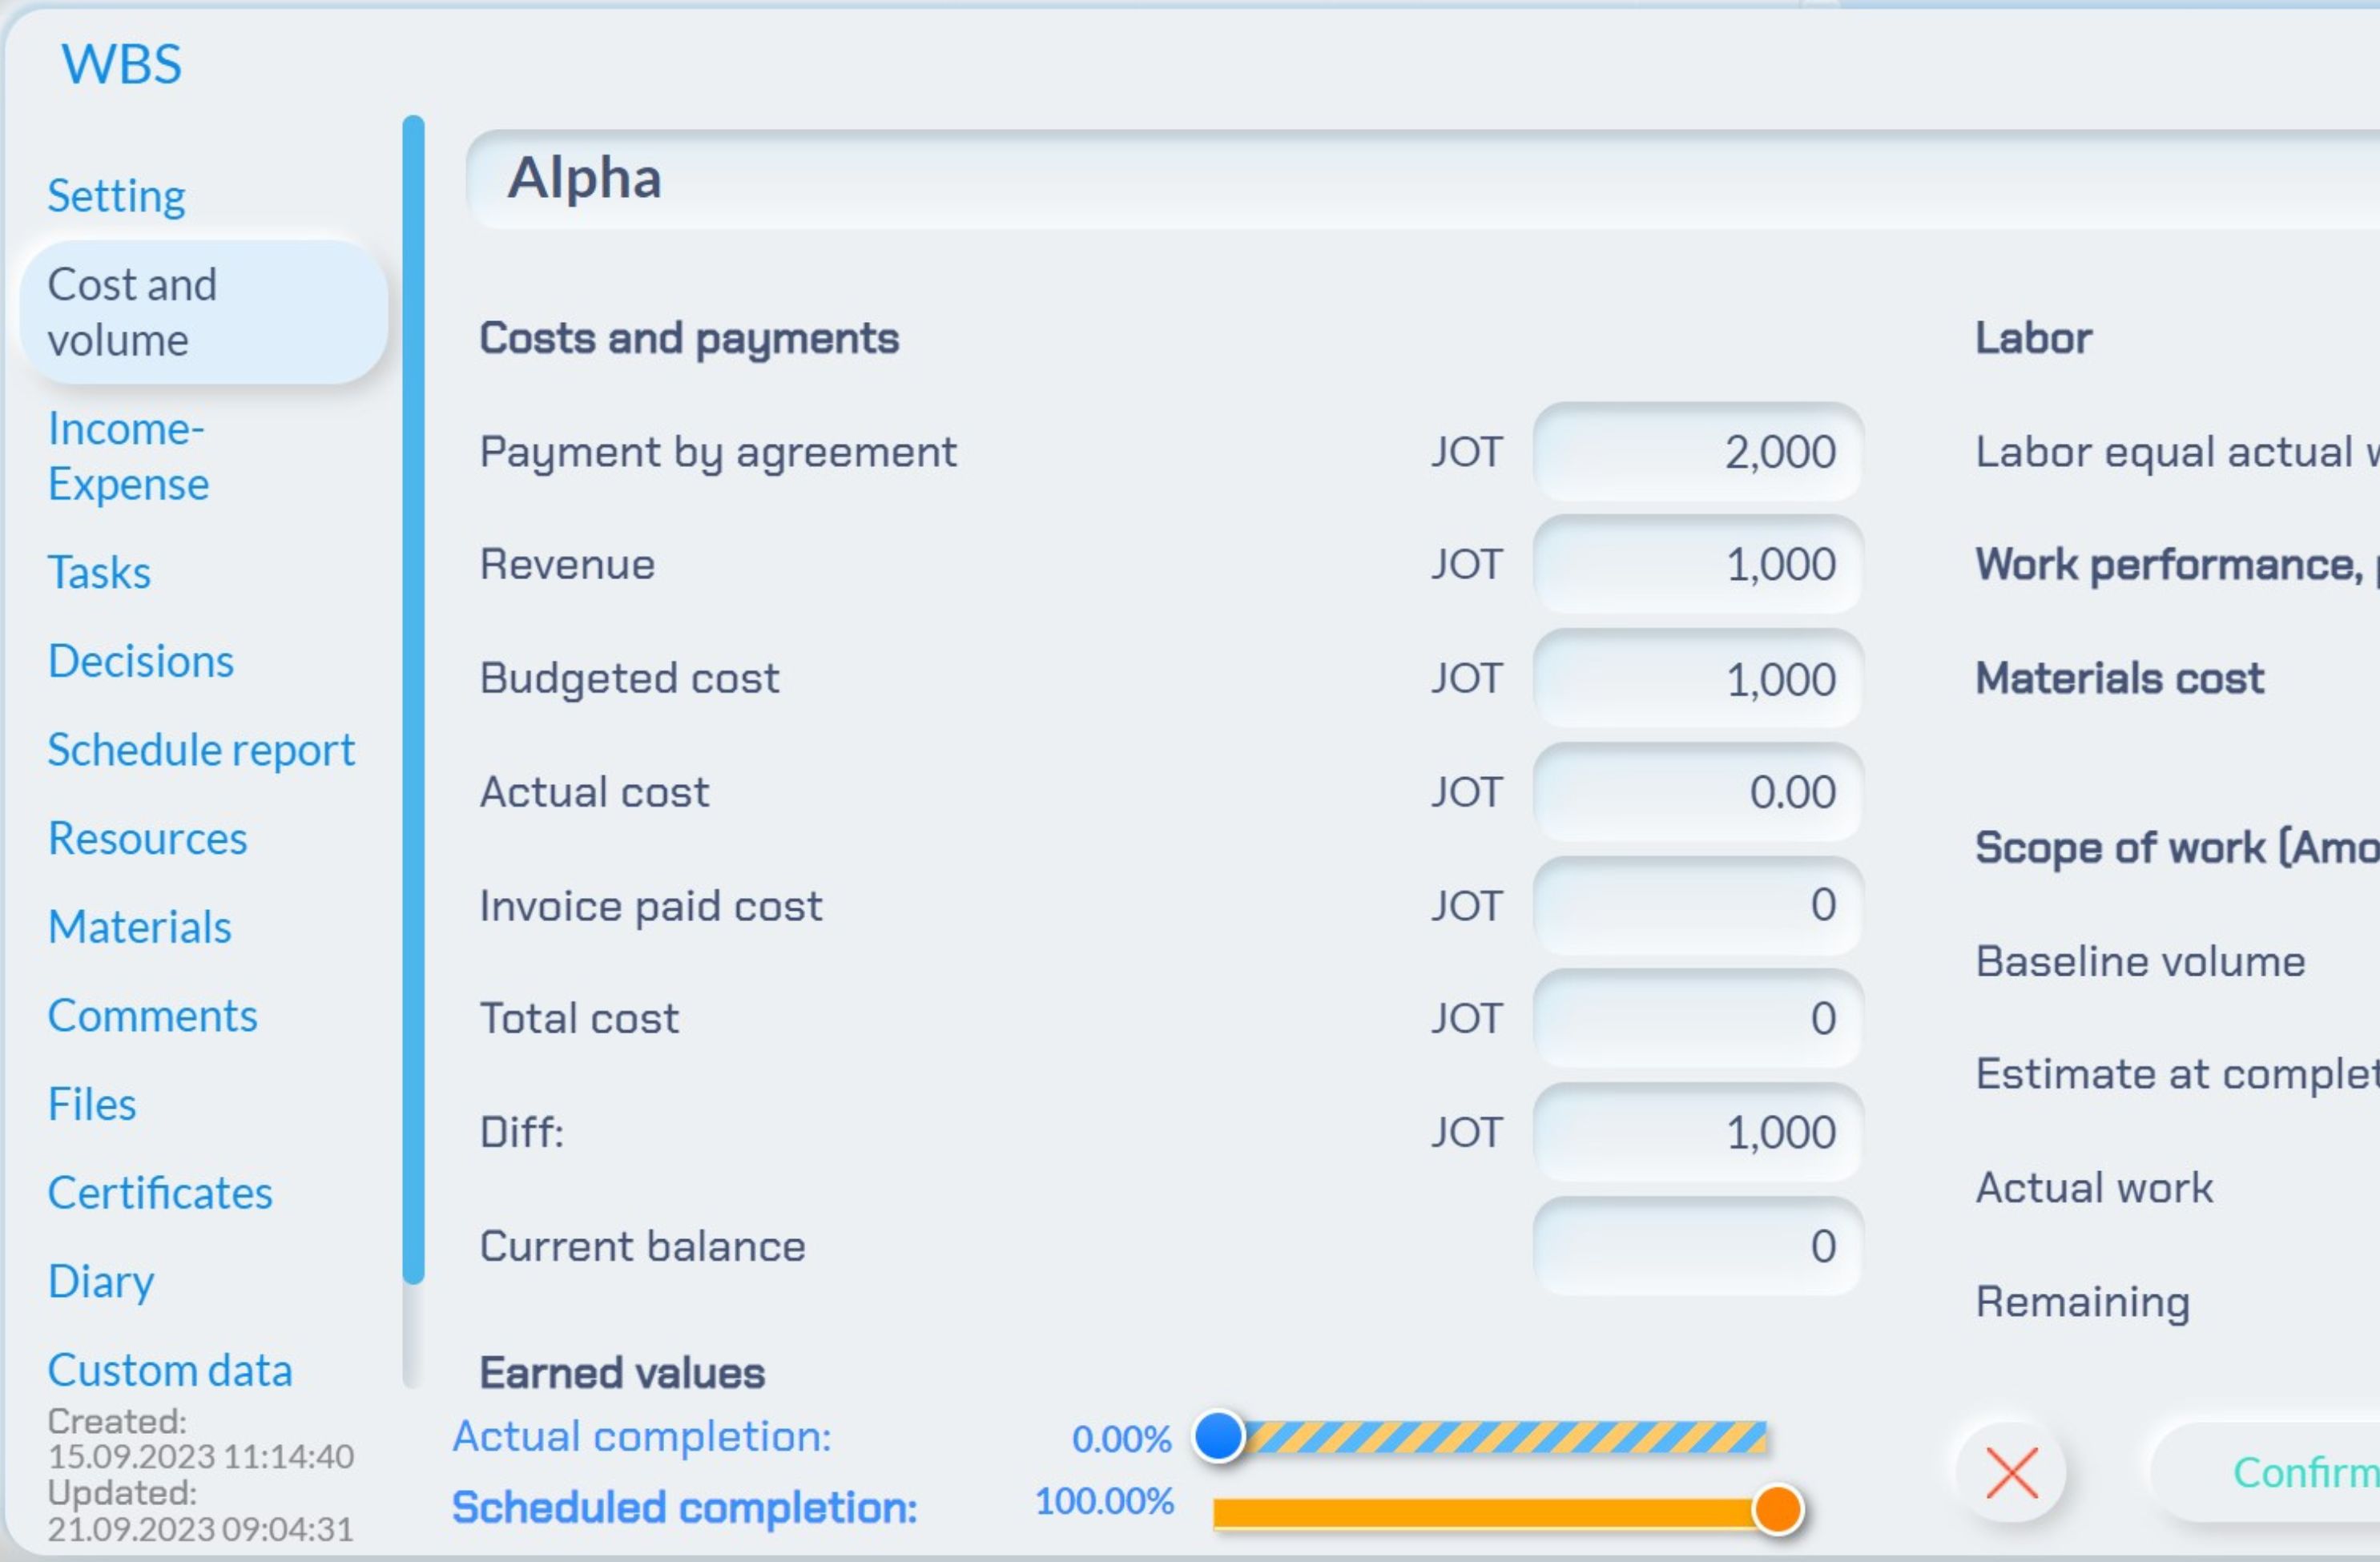 WBS
Setting
Cost and
volume
Income-
Expense
Tasks
Decisions
Schedule report
Resources
Materials
Comments
Files
Certificates
Diary
Custom data
Created:
15.09.2023 11:14:40
Updated:
21.09.2023 09:04:31
Alpha
Costs and payments
Payment by agreement JOT 2,000
Revenue JOT 1,000
Budgeted cost JOT 1,000
Actual cost JOT 0.00
Invoice paid cost JOT 0
Total cost JOT 0
Diff: JOT 1,000
Current balance 0
Earned values
Actual completion: 0.00%
Scheduled completion: 100.00%
Labor
Labor equal actual
Work performance,
Materials cost
Scope of work (Amo
Baseline volume
Estimate at complet
Actual work
Remaining
Confirm